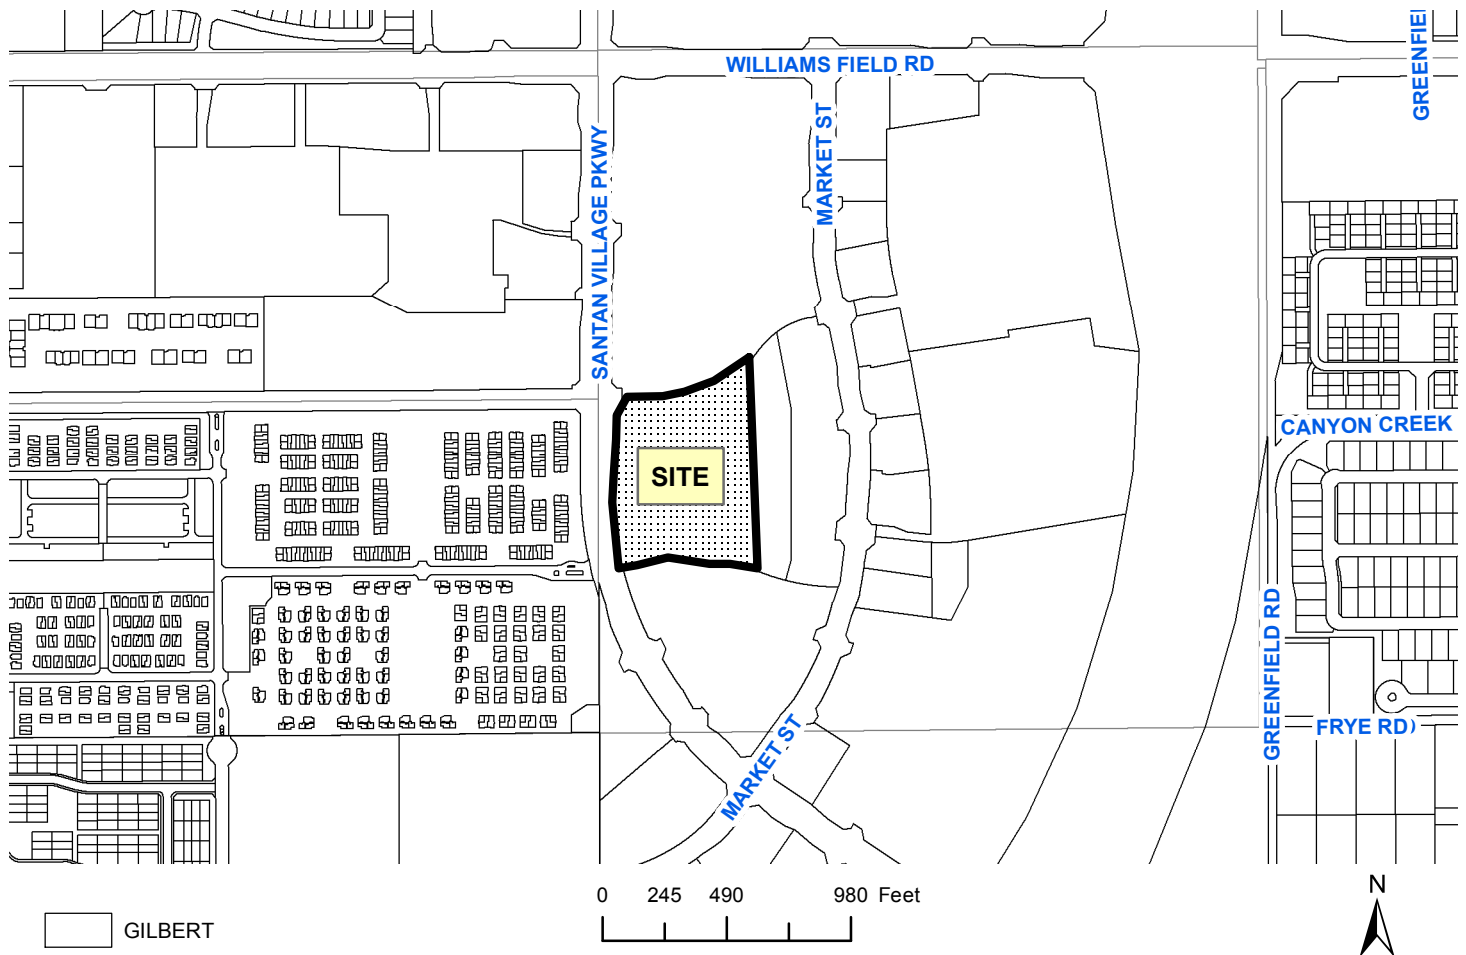 GREENFIE
WILLIAMS FIELD RD
MARKET ST
SANTAN VILLAGE PKWY
CANYON CREEK
SITE
GREENFIELD RD
FRYE RD)
MARKET ST
0 245 490 980 Feet
N
GILBERT